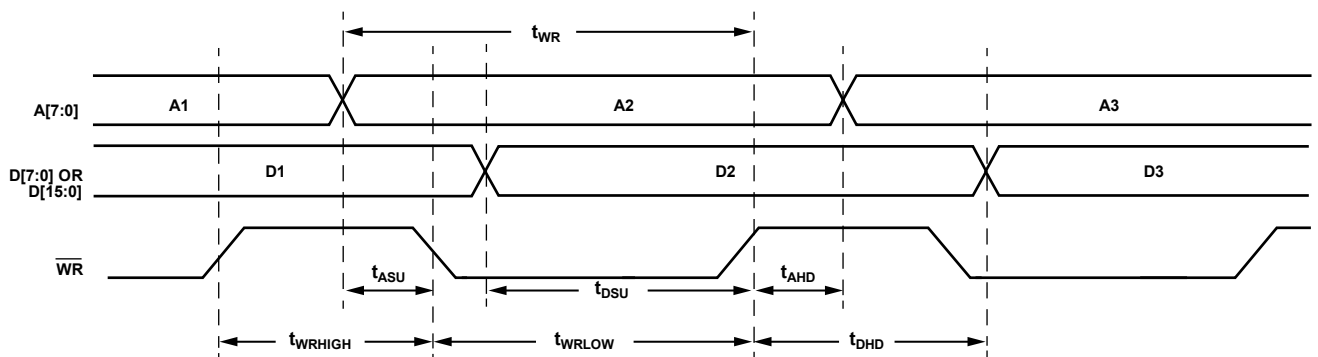 tWR
A[7:0]
A1
A2
A3
D[7:0] OR
D[15:0]
D1
D2
D3
WR
tASU
tDSU
tAHD
tWRHIGH
tWRLOW
tDHD